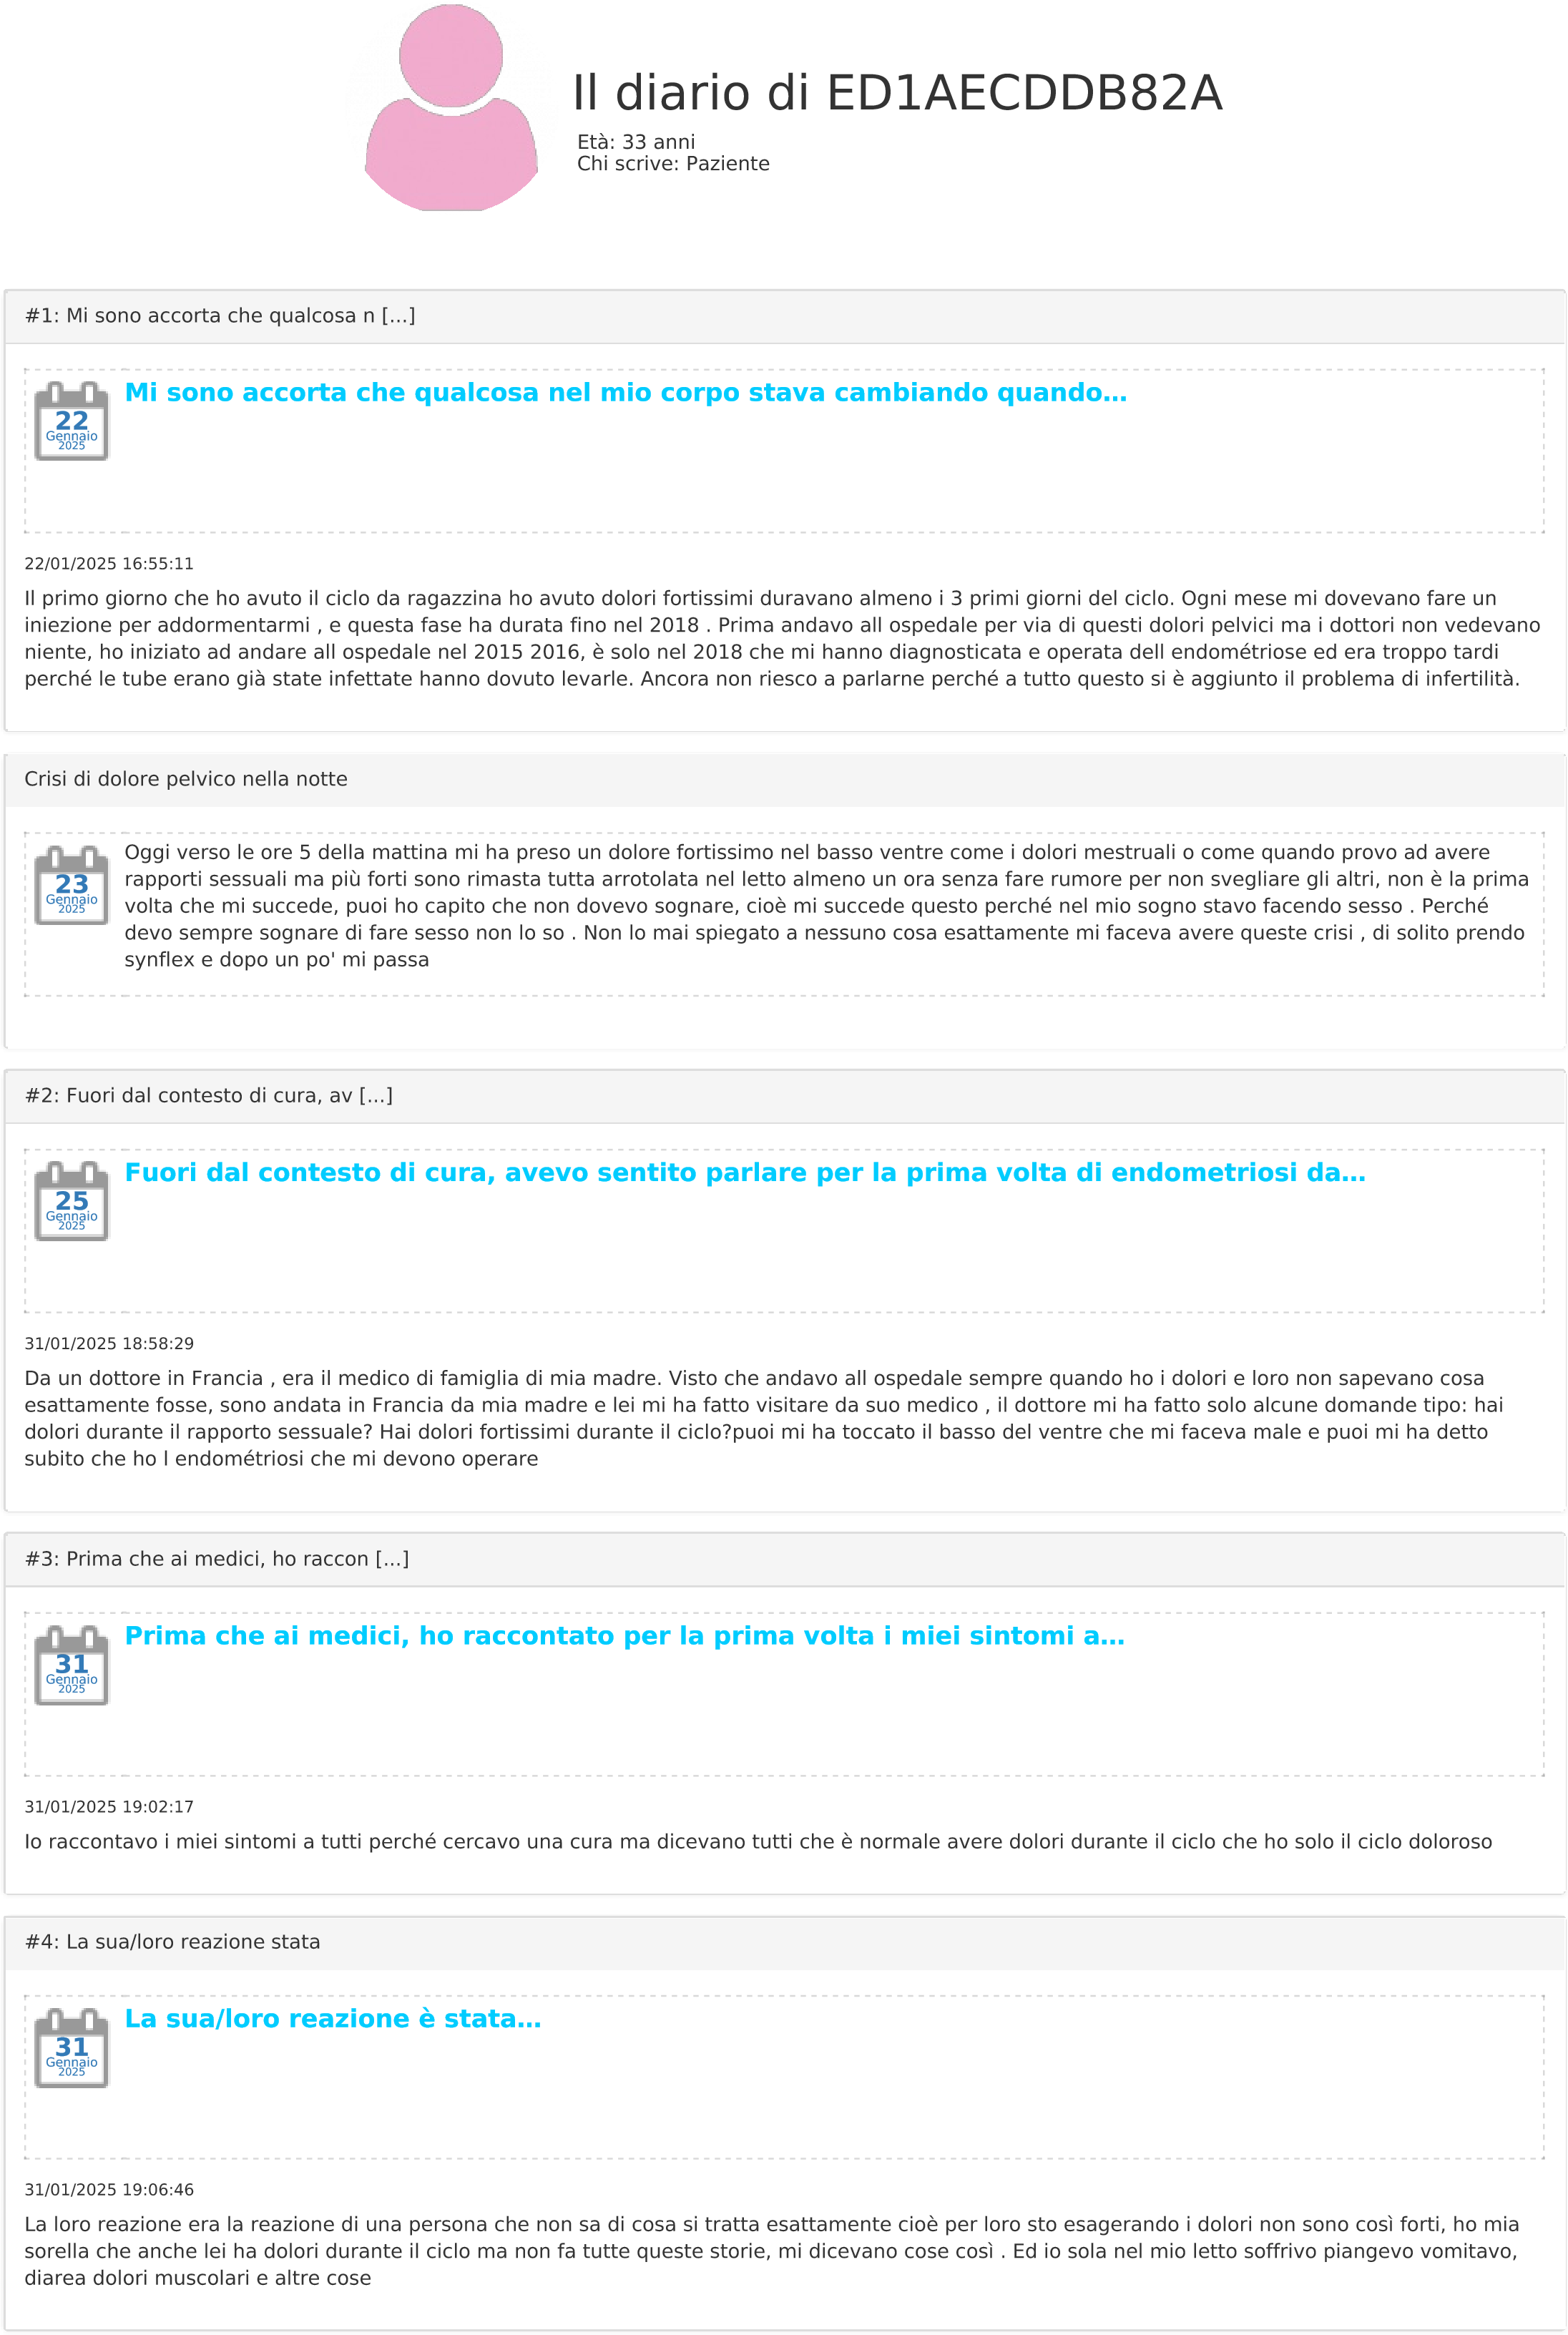 Il diario di ED1AECDDB82A
Età: 33 anni
Chi scrive: Paziente
#1: Mi sono accorta che qualcosa n [...]
Mi sono accorta che qualcosa nel mio corpo stava cambiando quando...
22
Gennaio
2025
22/01/2025 16:55:11
Il primo giorno che ho avuto il ciclo da ragazzina ho avuto dolori fortissimi duravano almeno i 3 primi giorni del ciclo. Ogni mese mi dovevano fare un
iniezione per addormentarmi , e questa fase ha durata fino nel 2018 . Prima andavo all ospedale per via di questi dolori pelvici ma i dottori non vedevano
niente, ho iniziato ad andare all ospedale nel 2015 2016, è solo nel 2018 che mi hanno diagnosticata e operata dell endométriose ed era troppo tardi
perché le tube erano già state infettate hanno dovuto levarle. Ancora non riesco a parlarne perché a tutto questo si è aggiunto il problema di infertilità.
Crisi di dolore pelvico nella notte
23
Gennaio
2025
Oggi verso le ore 5 della mattina mi ha preso un dolore fortissimo nel basso ventre come i dolori mestruali o come quando provo ad avere
rapporti sessuali ma più forti sono rimasta tutta arrotolata nel letto almeno un ora senza fare rumore per non svegliare gli altri, non è la prima
volta che mi succede, puoi ho capito che non dovevo sognare, cioè mi succede questo perché nel mio sogno stavo facendo sesso . Perché
devo sempre sognare di fare sesso non lo so . Non lo mai spiegato a nessuno cosa esattamente mi faceva avere queste crisi , di solito prendo
synflex e dopo un po' mi passa
#2: Fuori dal contesto di cura, av [...]
Fuori dal contesto di cura, avevo sentito parlare per la prima volta di endometriosi da...
25
Gennaio
2025
31/01/2025 18:58:29
Da un dottore in Francia , era il medico di famiglia di mia madre. Visto che andavo all ospedale sempre quando ho i dolori e loro non sapevano cosa
esattamente fosse, sono andata in Francia da mia madre e lei mi ha fatto visitare da suo medico , il dottore mi ha fatto solo alcune domande tipo: hai
dolori durante il rapporto sessuale? Hai dolori fortissimi durante il ciclo?puoi mi ha toccato il basso del ventre che mi faceva male e puoi mi ha detto
subito che ho l endométriosi che mi devono operare
#3: Prima che ai medici, ho raccon [...]
Prima che ai medici, ho raccontato per la prima volta i miei sintomi a...
31
Gennaio
2025
31/01/2025 19:02:17
Io raccontavo i miei sintomi a tutti perché cercavo una cura ma dicevano tutti che è normale avere dolori durante il ciclo che ho solo il ciclo doloroso
#4: La sua/loro reazione stata
La sua/loro reazione è stata...
31
Gennaio
2025
31/01/2025 19:06:46
La loro reazione era la reazione di una persona che non sa di cosa si tratta esattamente cioè per loro sto esagerando i dolori non sono così forti, ho mia
sorella che anche lei ha dolori durante il ciclo ma non fa tutte queste storie, mi dicevano cose così . Ed io sola nel mio letto soffrivo piangevo vomitavo,
diarea dolori muscolari e altre cose